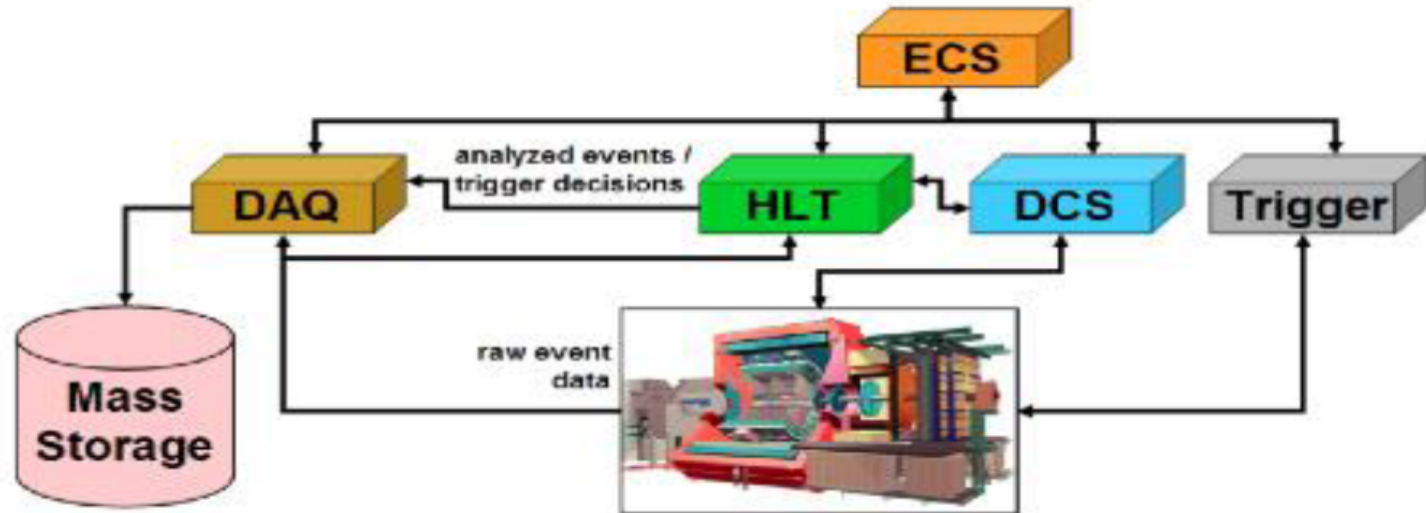 ECS
analyzed events /
trigger decisions
DAQ
HLT
DCS
Trigger
raw event
data
Mass
Storage